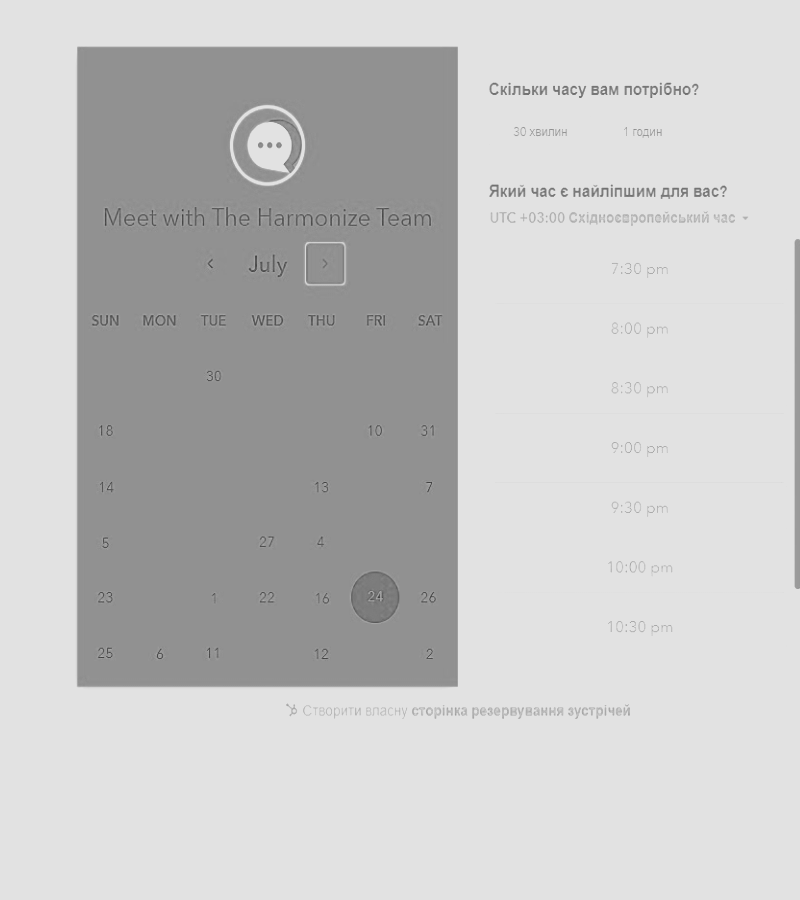 Meet with The Harmonize Team
July
SUN MON TUE WED THU FRI SAT
30
18 10 31
14 13 7
5 27 4
23 1 22 16 24 26
25 6 11 12 2
Скільки часу вам потрібно?
30 хвилин 1 годин
Який час є найліпшим для вас?
UTC +03:00 Східноєвропейський час
7:30 pm
8:00 pm
8:30 pm
9:00 pm
9:30 pm
10:00 pm
10:30 pm
Створити власну сторінка резервування зустрічей